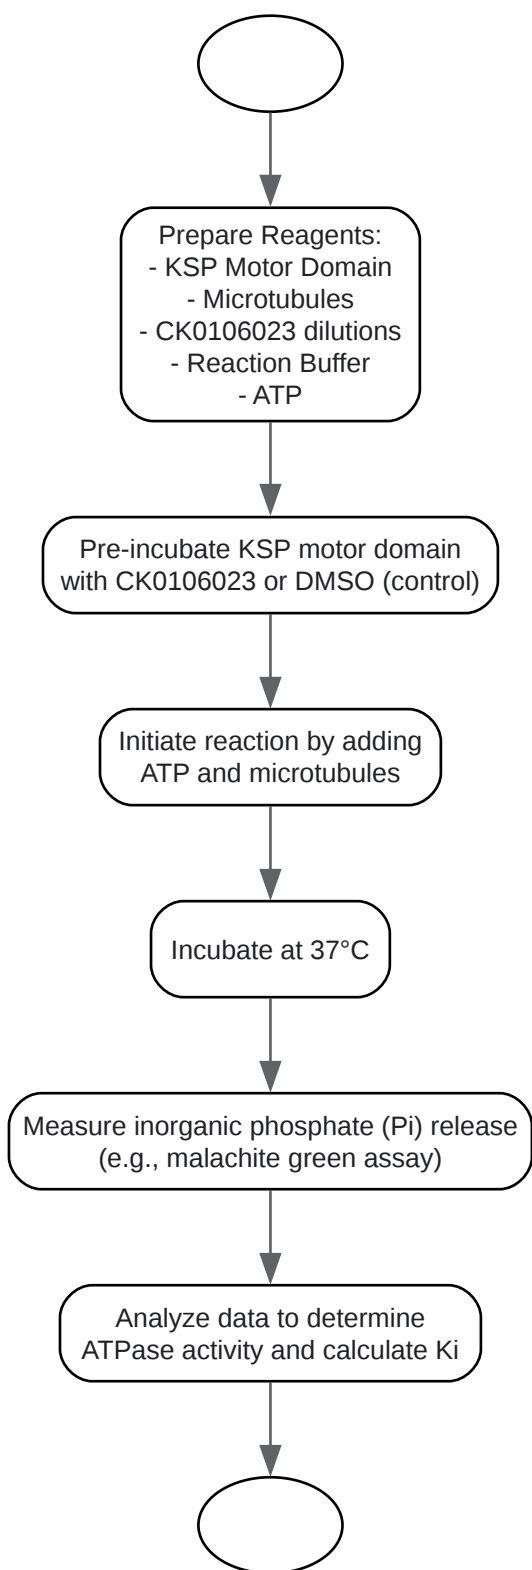 Prepare Reagents:
- KSP Motor Domain
- Microtubules
- CK0106023 dilutions
- Reaction Buffer
- ATP
Pre-incubate KSP motor domain
with CK0106023 or DMSO (control)
Initiate reaction by adding
ATP and microtubules
Incubate at 37°C
Measure inorganic phosphate (Pi) release
(e.g., malachite green assay)
Analyze data to determine
ATPase activity and calculate Ki